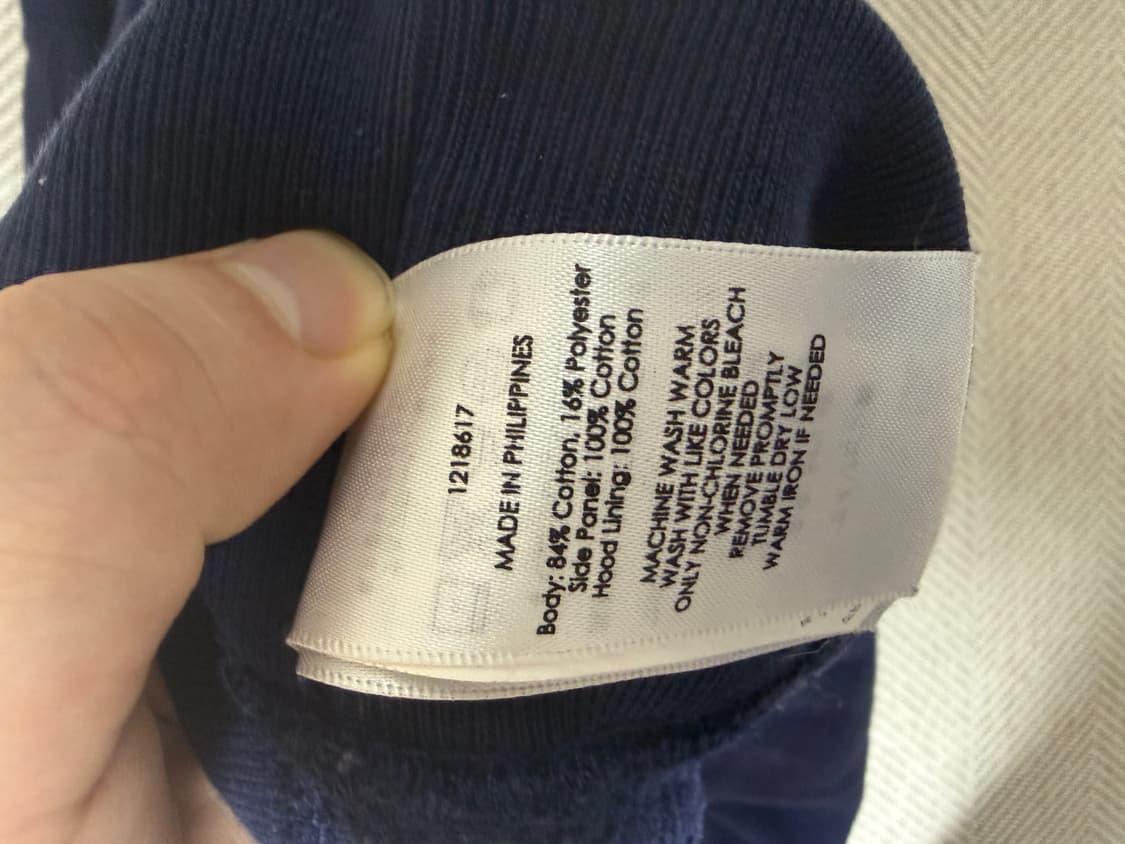 1218617
MADE IN PHILIPPINES
Body: 84% Cotton, 16% Polyester
Side Panel: 100% Cotton
Hood Lining: 100% Cotton
MACHINE WASH WARM
WASH WITH LIKE COLORS
ONLY NON-CHLORINE BLEACH
WHEN NEEDED
REMOVE PROMPTLY
TUMBLE DRY LOW
WARM IRON IF NEEDED